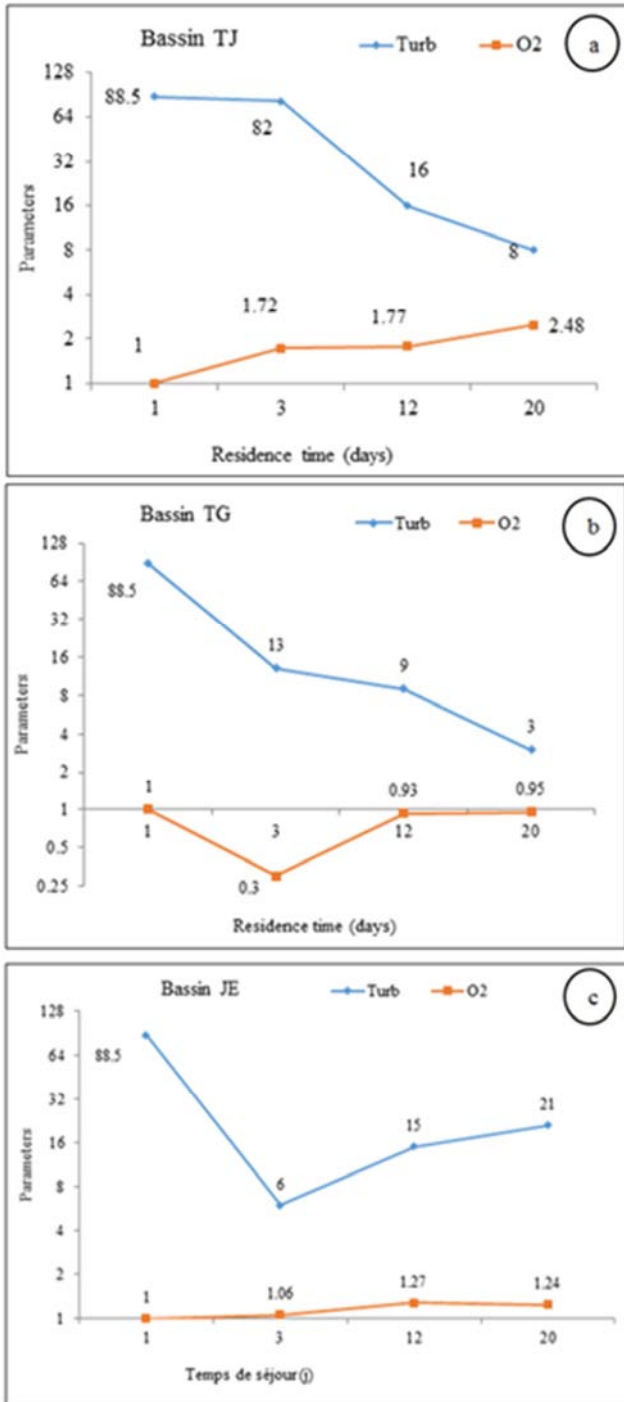 Bassin TJ
Turb O2
a
128
88.5
82
64
32
16
16
8
8
4
1.72
1.77
2.48
2
1
1
1 3 12 20
Parameters
Residence time (days)
Bassin TG
Turb O2
b
128
88.5
64
32
13
16
9
8
3
4
2
1
0.93
0.95
1
1 3 12 20
0.5
0.3
0.25
Parameters
Residence time (days)
Bassin JE
Turb O2
c
128
88.5
64
32
21
15
16
6
8
4
2
1
1.06
1.27
1.24
1
1 3 12 20
Parameters
Temps de séjour(j)